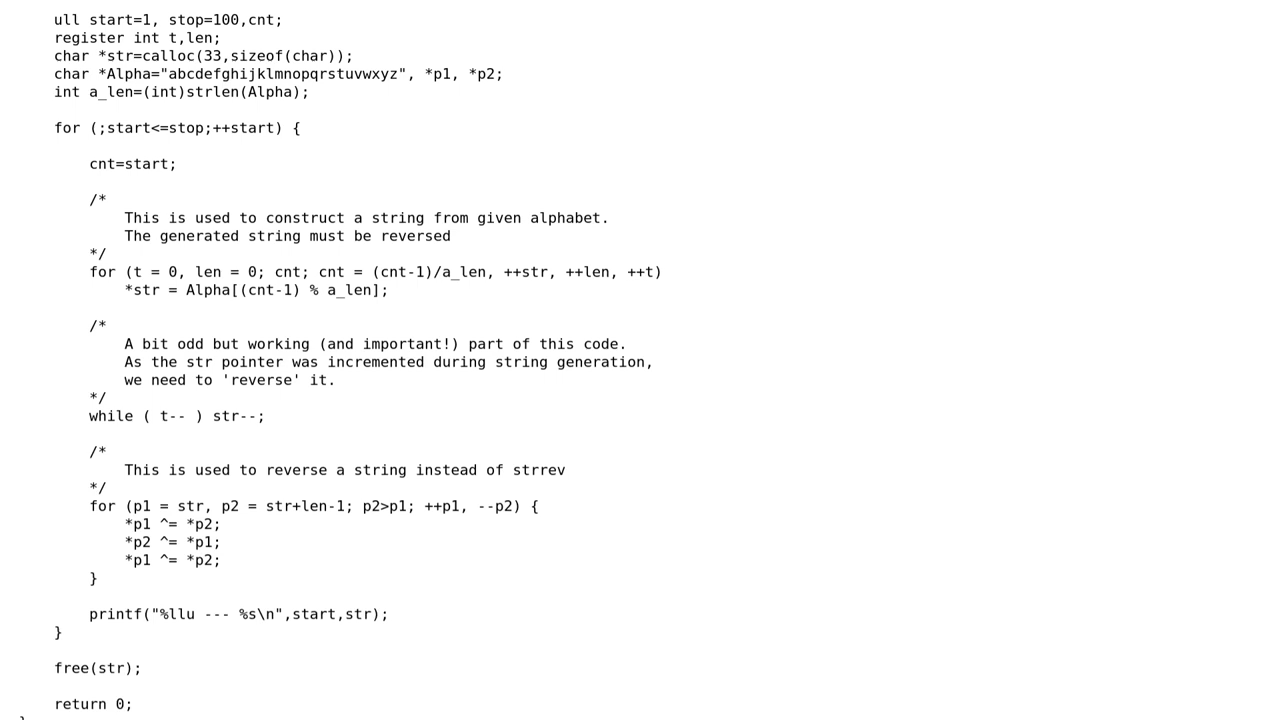 ull start=1, stop=100,cnt;
register int t,len;
char *str=calloc(33,sizeof(char));
char *Alpha="abcdefghijklmnopqrstuvwxyz", *p1, *p2;
int a_len=(int)strlen(Alpha);
for (;start<=stop;++start) {
cnt=start;
/*
This is used to construct a string from given alphabet.
The generated string must be reversed
*/
for (t = 0, len = 0; cnt; cnt = (cnt-1)/a_len, ++str, ++len, ++t)
*str = Alpha[(cnt-1) % a_len];
/*
A bit odd but working (and important!) part of this code.
As the str pointer was incremented during string generation,
we need to 'reverse' it.
*/
while ( t-- ) str--;
/*
This is used to reverse a string instead of strrev
*/
for (p1 = str, p2 = str+len-1; p2>p1; ++p1, --p2) {
*p1 ^= *p2;
*p2 ^= *p1;
*p1 ^= *p2;
}
printf("%llu --- %s\n",start,str);
}
free(str);
return 0;
}